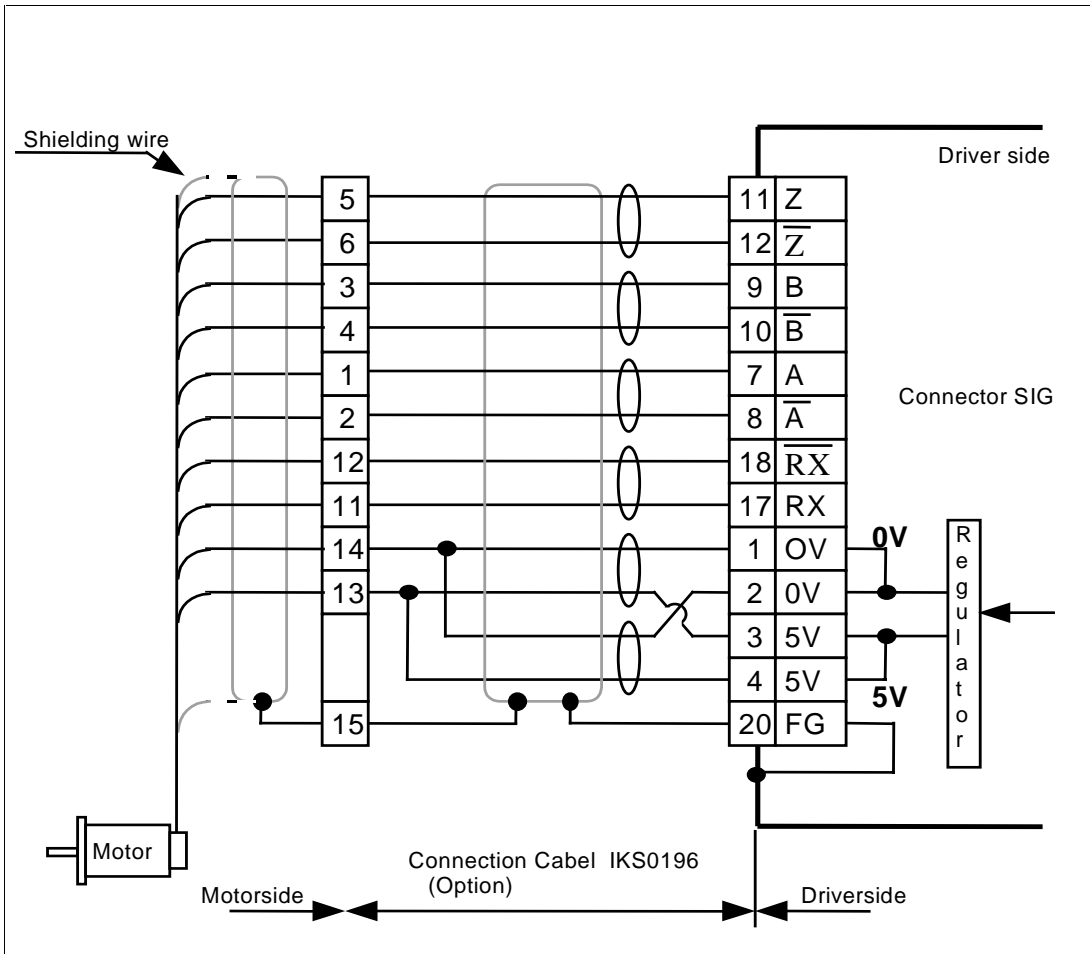 Shielding wire
Driver side
5 11 Z
6 12 Z̅
3 9 B
4 10 B̅
1 7 A
Connector SIG
2 8 A̅
12 18 R̅X̅
11 17 RX
14 1 OV 0V
13 2 0V
3 5V
4 5V 5V
15 20 FG
Regulator
Motor
Connection Cabel IKS0196
(Option)
Motorside
Driverside